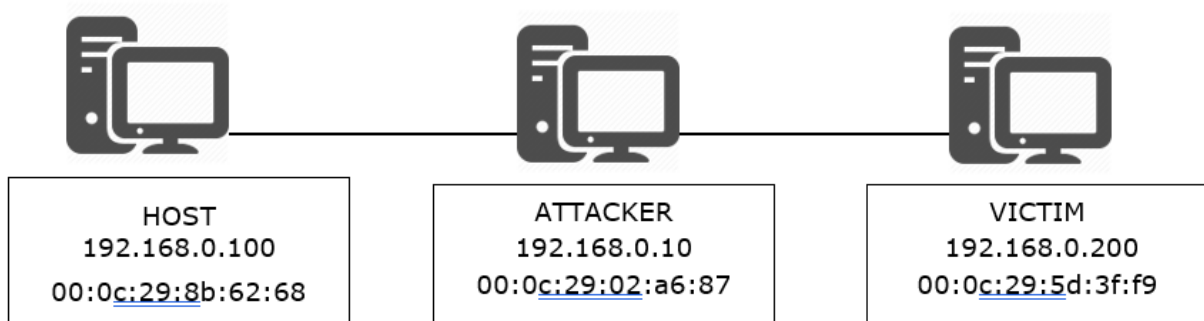 HOST
192.168.0.100
00:0c:29:8b:62:68
ATTACKER
192.168.0.10
00:0c:29:02:a6:87
VICTIM
192.168.0.200
00:0c:29:5d:3f:f9